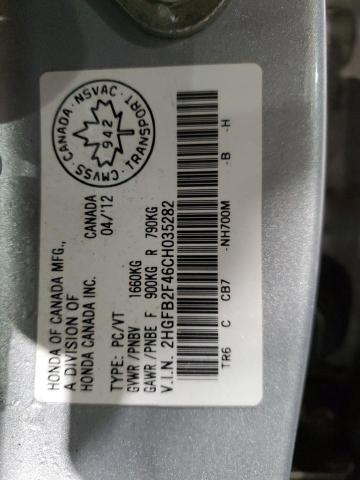 HONDA OF CANADA MFG.,
A DIVISION OF
HONDA CANADA INC.
CANADA
04/'12
TYPE: PC/VT
GVWR/PNBV 1660KG
GAWR/PNBE F 900KG R 790KG
V.I.N. 2HGFB2F46CH035282
TR6 C CB7 -NH700M -B -H
CMVSS CANADA NSVAC
942
TRANSPORT